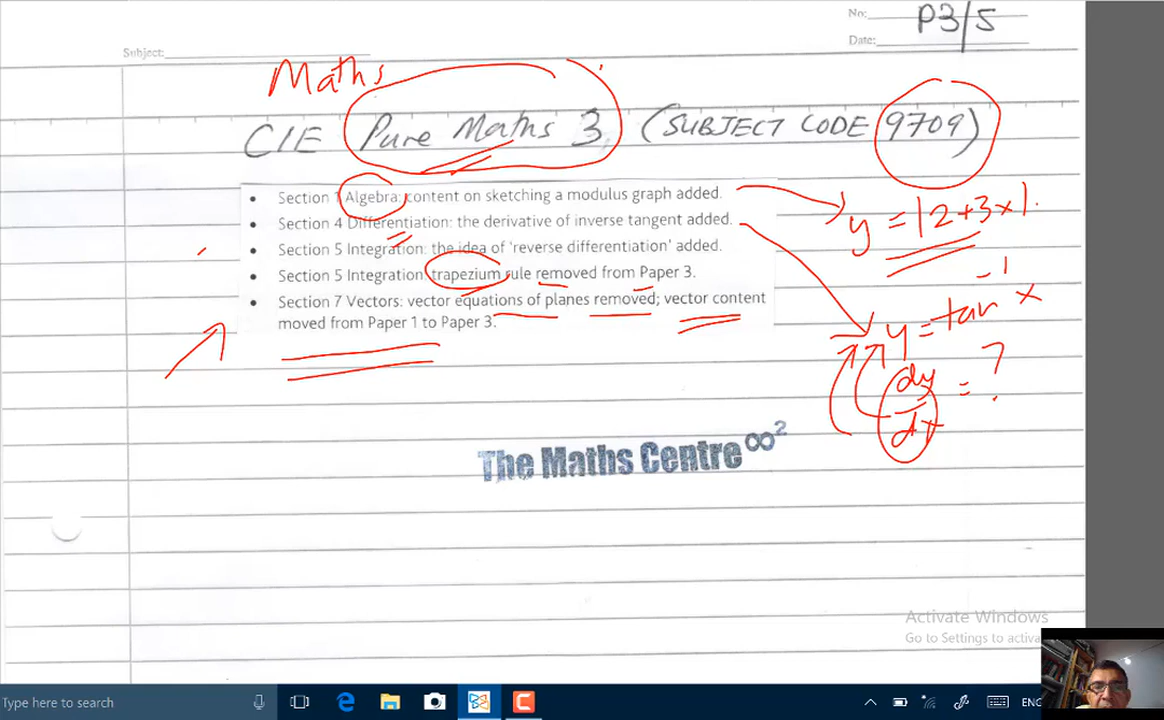 No: P3/5
Subject:
Date:
Maths
CIE Pure Maths 3 (SUBJECT CODE 9709)
• Section 1 Algebra: content on sketching a modulus graph added.
• Section 4 Differentiation: the derivative of inverse tangent added.
• Section 5 Integration: the idea of 'reverse differentiation' added.
• Section 5 Integration: trapezium rule removed from Paper 3.
• Section 7 Vectors: vector equations of planes removed; vector content
moved from Paper 1 to Paper 3.
y = |2+3x|.
y = tan⁻¹ x
dy/dx = ?
The Maths Centre ∞²
Activate Windows
Go to Settings to activa
Type here to search
ENG